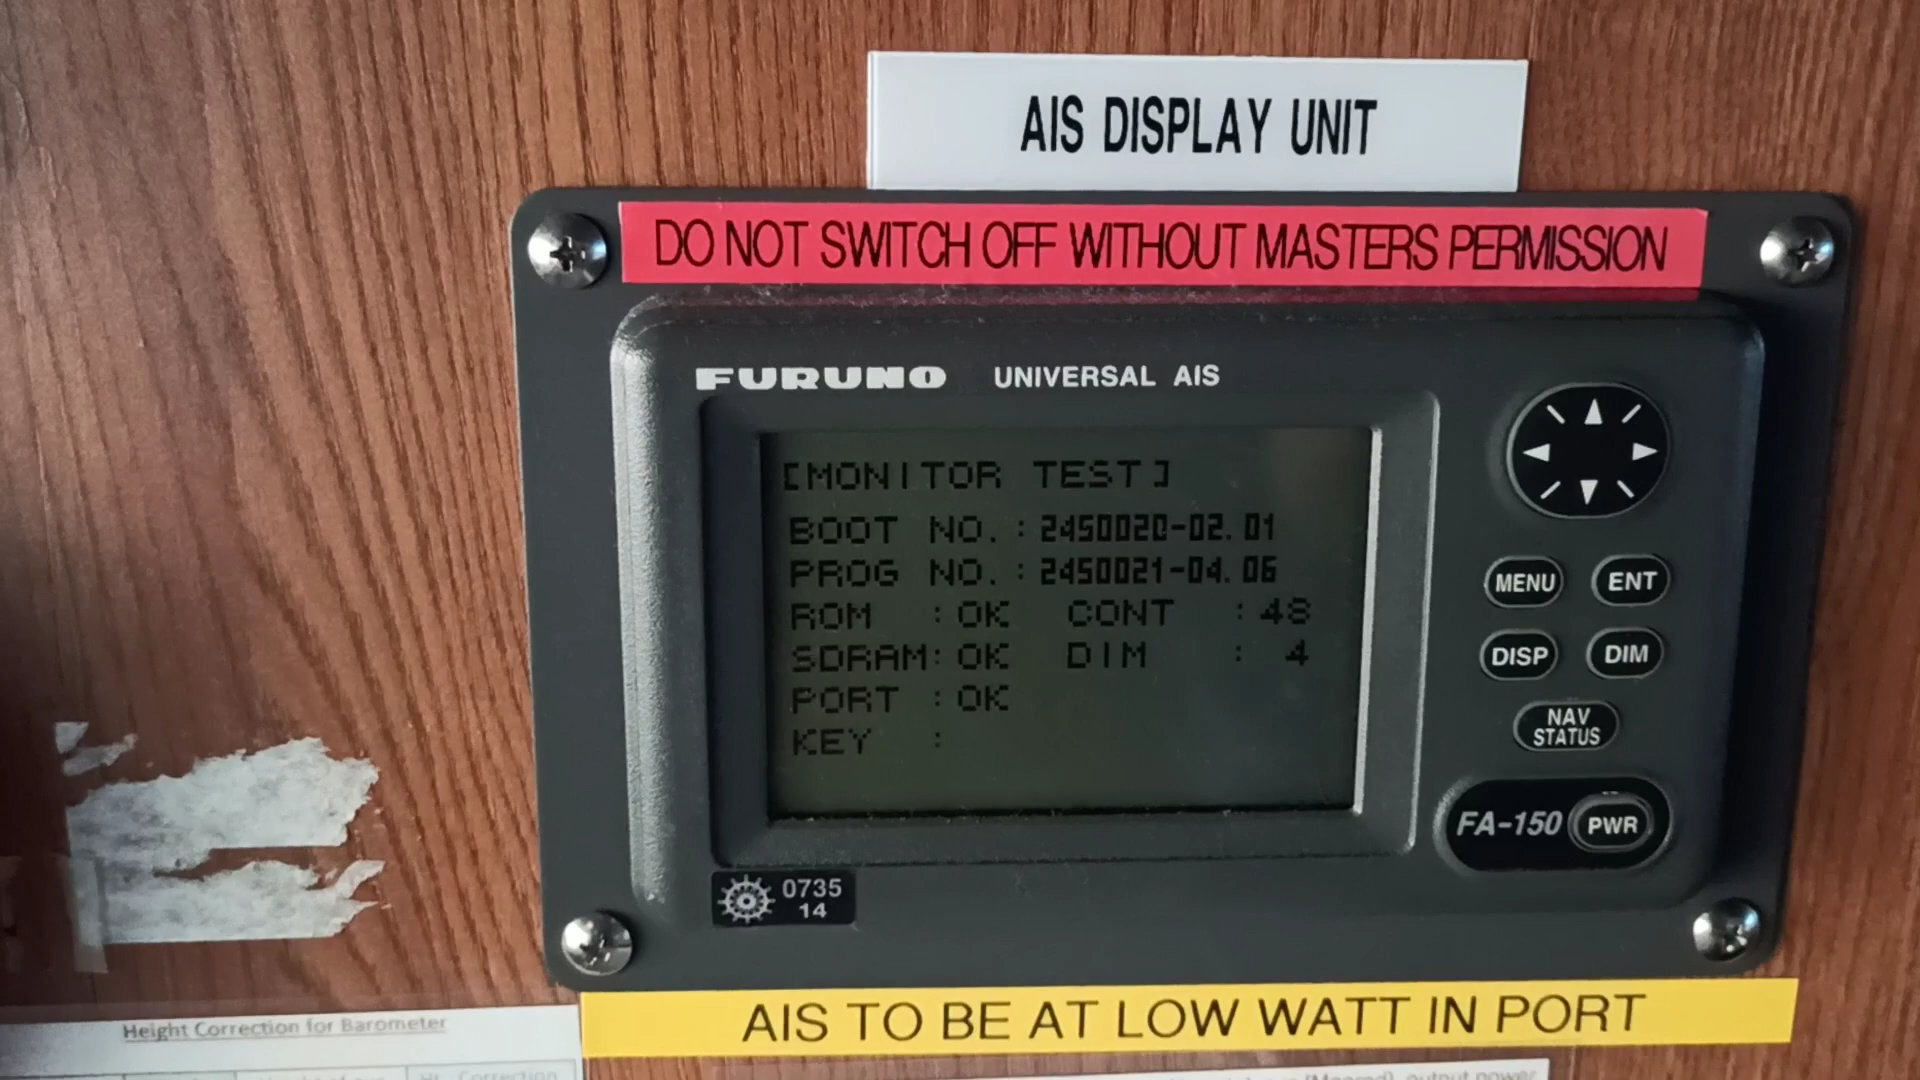 AIS DISPLAY UNIT
DO NOT SWITCH OFF WITHOUT MASTERS PERMISSION
FURUNO UNIVERSAL AIS
[MONITOR TEST]
BOOT NO. : 2450020-02.01
PROG NO. : 2450021-04.06
ROM : OK CONT : 48
SDRAM: OK DIM : 4
PORT : OK
KEY :
MENU ENT
DISP DIM
NAV
STATUS
FA-150 PWR
0735
14
AIS TO BE AT LOW WATT IN PORT
Height Correction for Barometer
Correction
output power